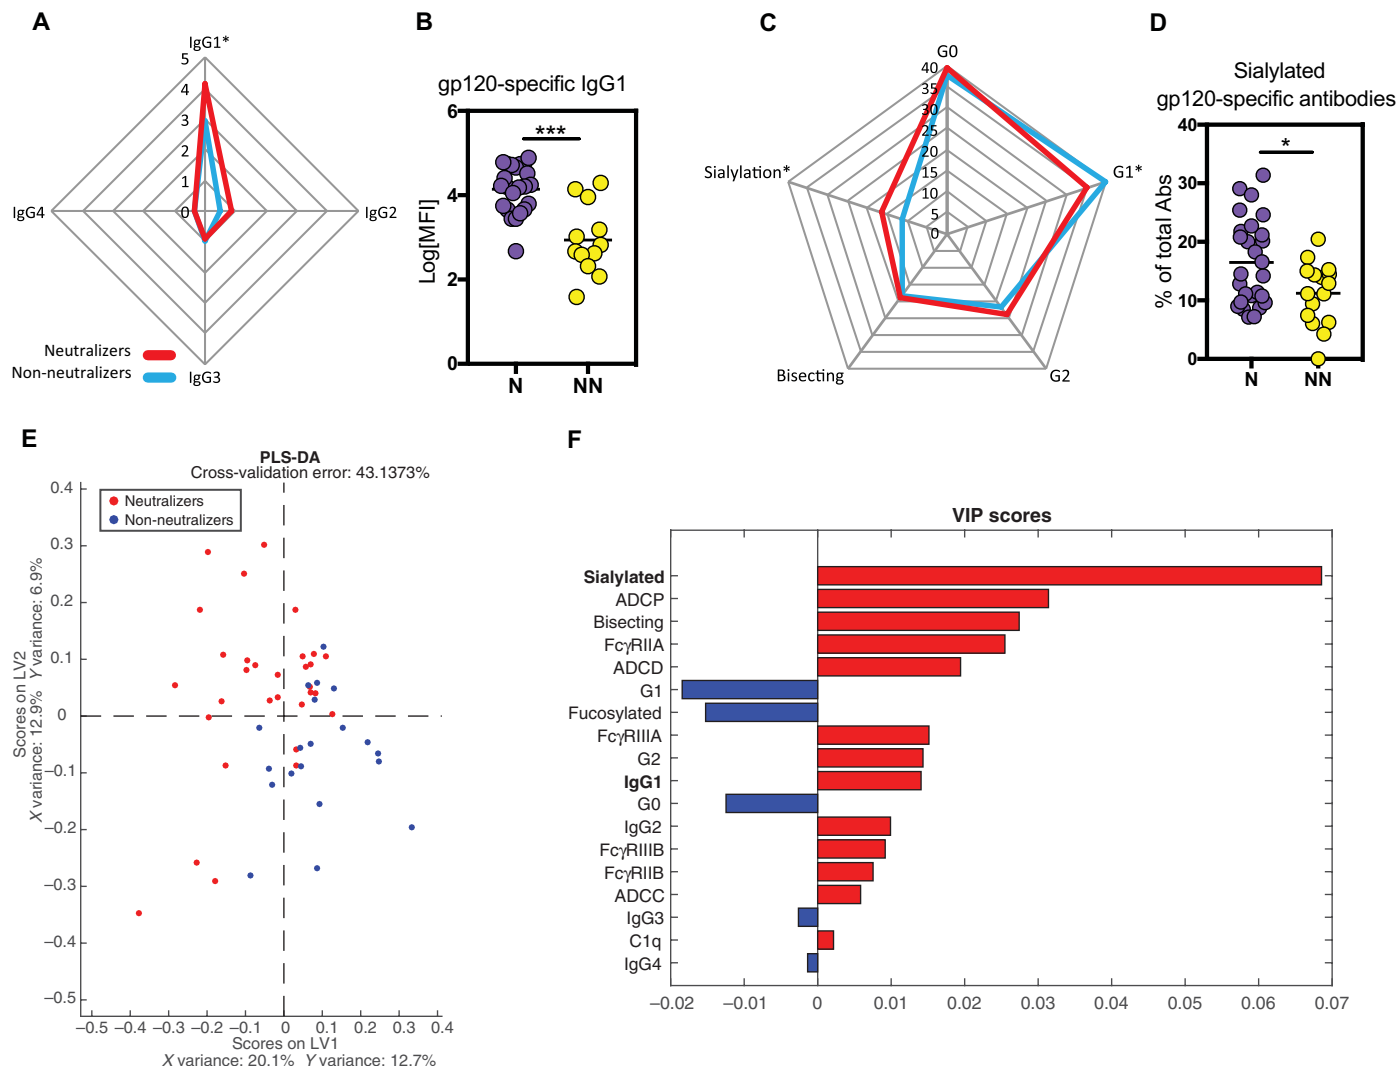 A
IgG1*
5
4
3
2
1
0
IgG4
IgG2
IgG3
Neutralizers
Non-neutralizers
B
gp120-specific IgG1
***
6
4
2
0
Log[MFI]
N
NN
C
G0
40
35
30
25
20
15
10
5
0
Sialylation*
G1*
Bisecting
G2
D
Sialylated
gp120-specific antibodies
*
40
30
20
10
0
% of total Abs
N
NN
E
PLS-DA
Cross-validation error: 43.1373%
Neutralizers
Non-neutralizers
0.4
0.3
0.2
0.1
0
−0.1
−0.2
−0.3
−0.4
−0.5
Scores on LV2
X variance: 12.9% Y variance: 6.9%
−0.5
−0.4
−0.3
−0.2
−0.1
0
0.1
0.2
0.3
0.4
Scores on LV1
X variance: 20.1% Y variance: 12.7%
F
VIP scores
Sialylated
ADCP
Bisecting
FcγRIIA
ADCD
G1
Fucosylated
FcγRIIIA
G2
IgG1
G0
IgG2
FcγRIIIB
FcγRIIB
ADCC
IgG3
C1q
IgG4
−0.02
−0.01
0
0.01
0.02
0.03
0.04
0.05
0.06
0.07